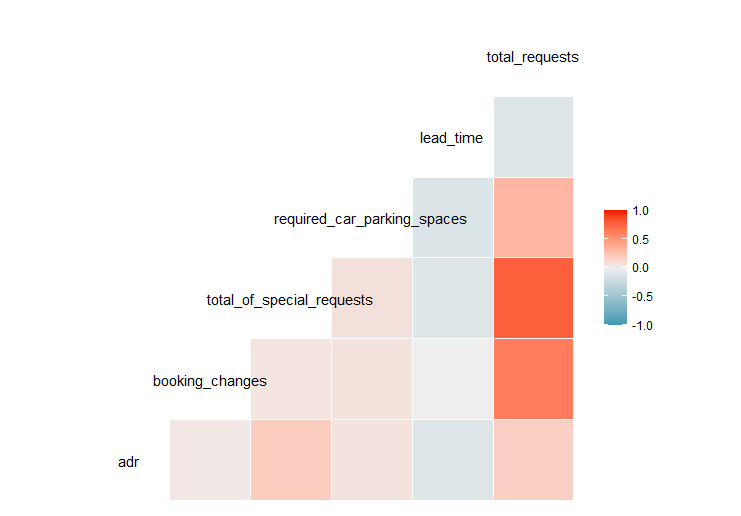 total_requests
lead_time
required_car_parking_spaces
total_of_special_requests
booking_changes
adr
1.0
0.5
0.0
-0.5
-1.0